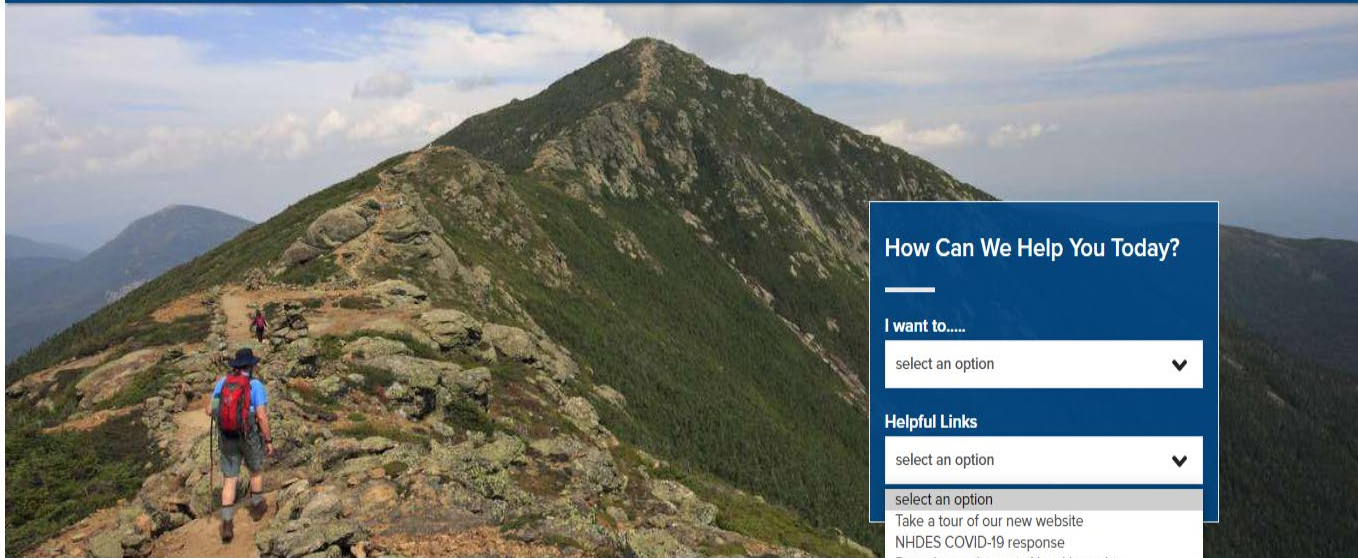 How Can We Help You Today?
I want to.....
select an option
Helpful Links
select an option
select an option
Take a tour of our new website
NHDES COVID-19 response